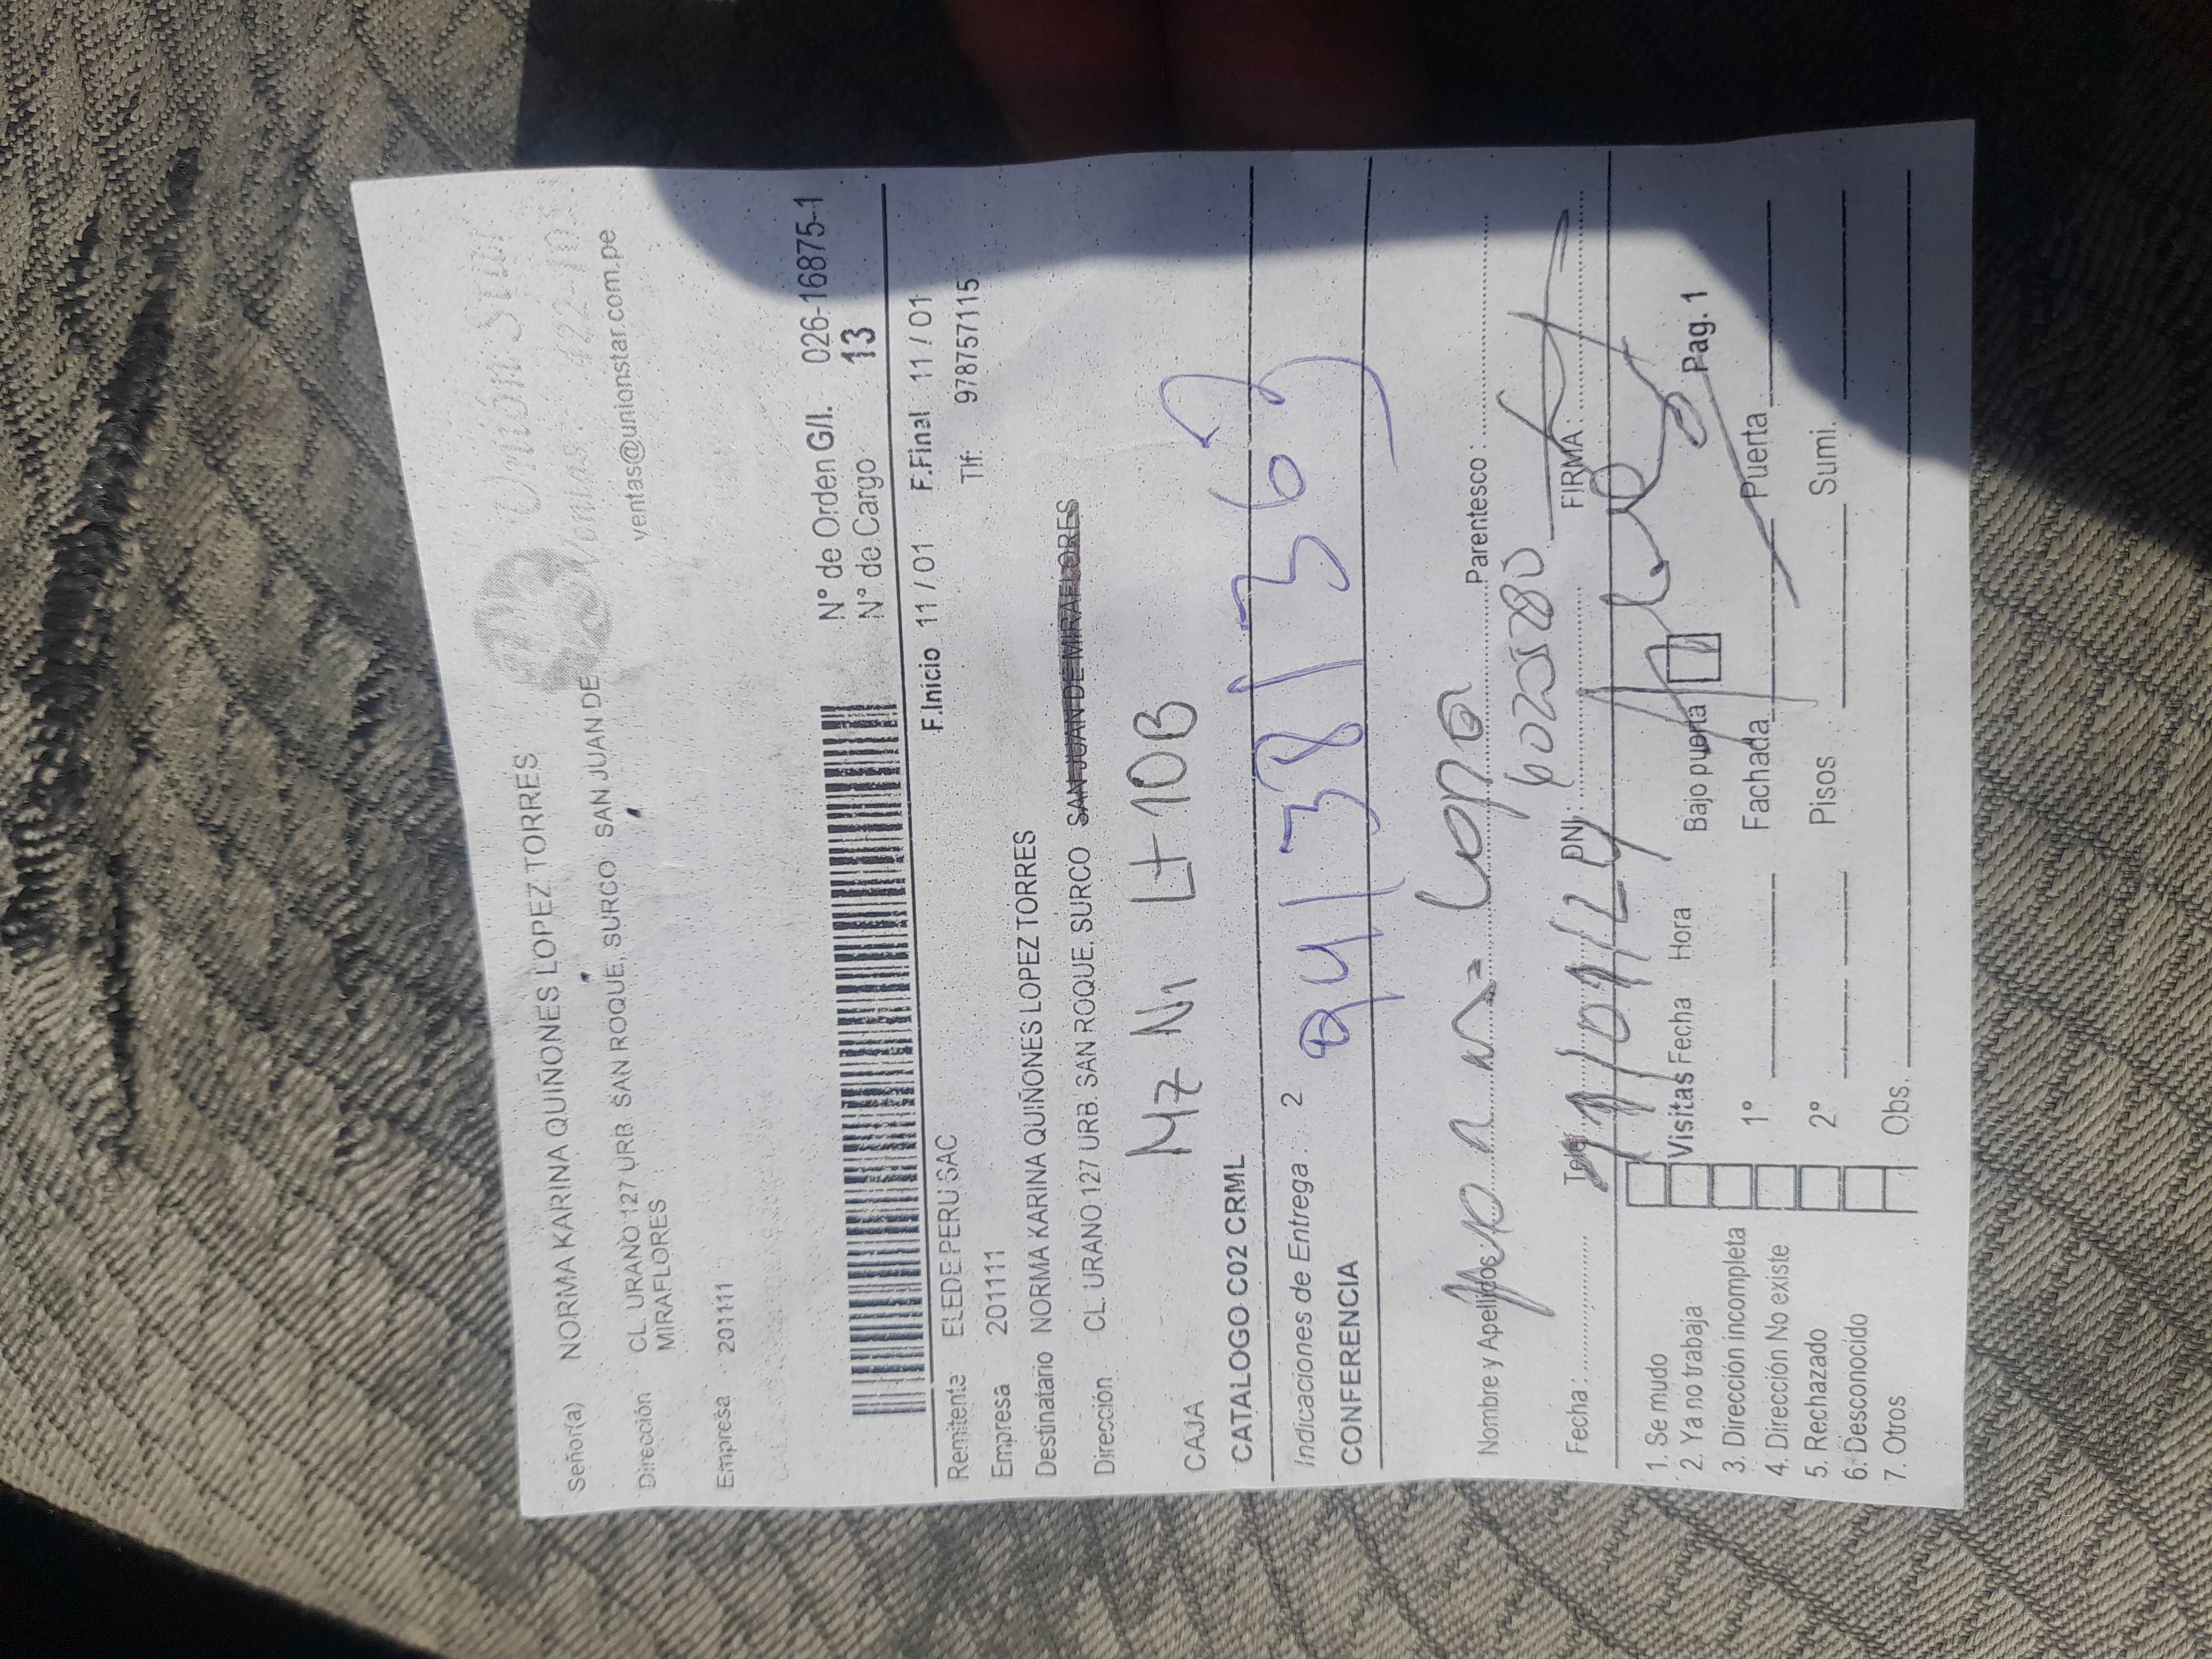 Unión Star
ventas@unionstar.com.pe
Señor(a) NORMA KARINA QUIÑONES LOPEZ TORRES
Dirección CL. URANO 127 URB. SAN ROQUE, SURCO SAN JUAN DE
MIRAFLORES
Empresa 201111
N° de Orden G/I. 026-16875-1
N° de Cargo 13
F.Inicio 11 / 01 F.Final 11 / 01
Remitente ELEDEPERU SAC
Tlf: 978757115
Empresa 201111
Destinatario NORMA KARINA QUIÑONES LOPEZ TORRES
Dirección : CL. URANO 127 URB. SAN ROQUE, SURCO SAN JUAN DE MIRAFLORES
Mz N1 Lt 10B
CAJA
CATALOGO C02 CRML
Indicaciones de Entrega : 2
CONFERENCIA
Nombre y Apellidos Lopez Parentesco :
Fecha : DNI : FIRMA :
11/01/24
1. Se mudo
2. Ya no trabaja Visitas Fecha Hora Bajo puerta Pag. 1
3. Dirección incompleta
4. Dirección No existe 1° Fachada Puerta
5. Rechazado
6. Desconocido 2° Pisos Sumi.
7. Otros Obs.